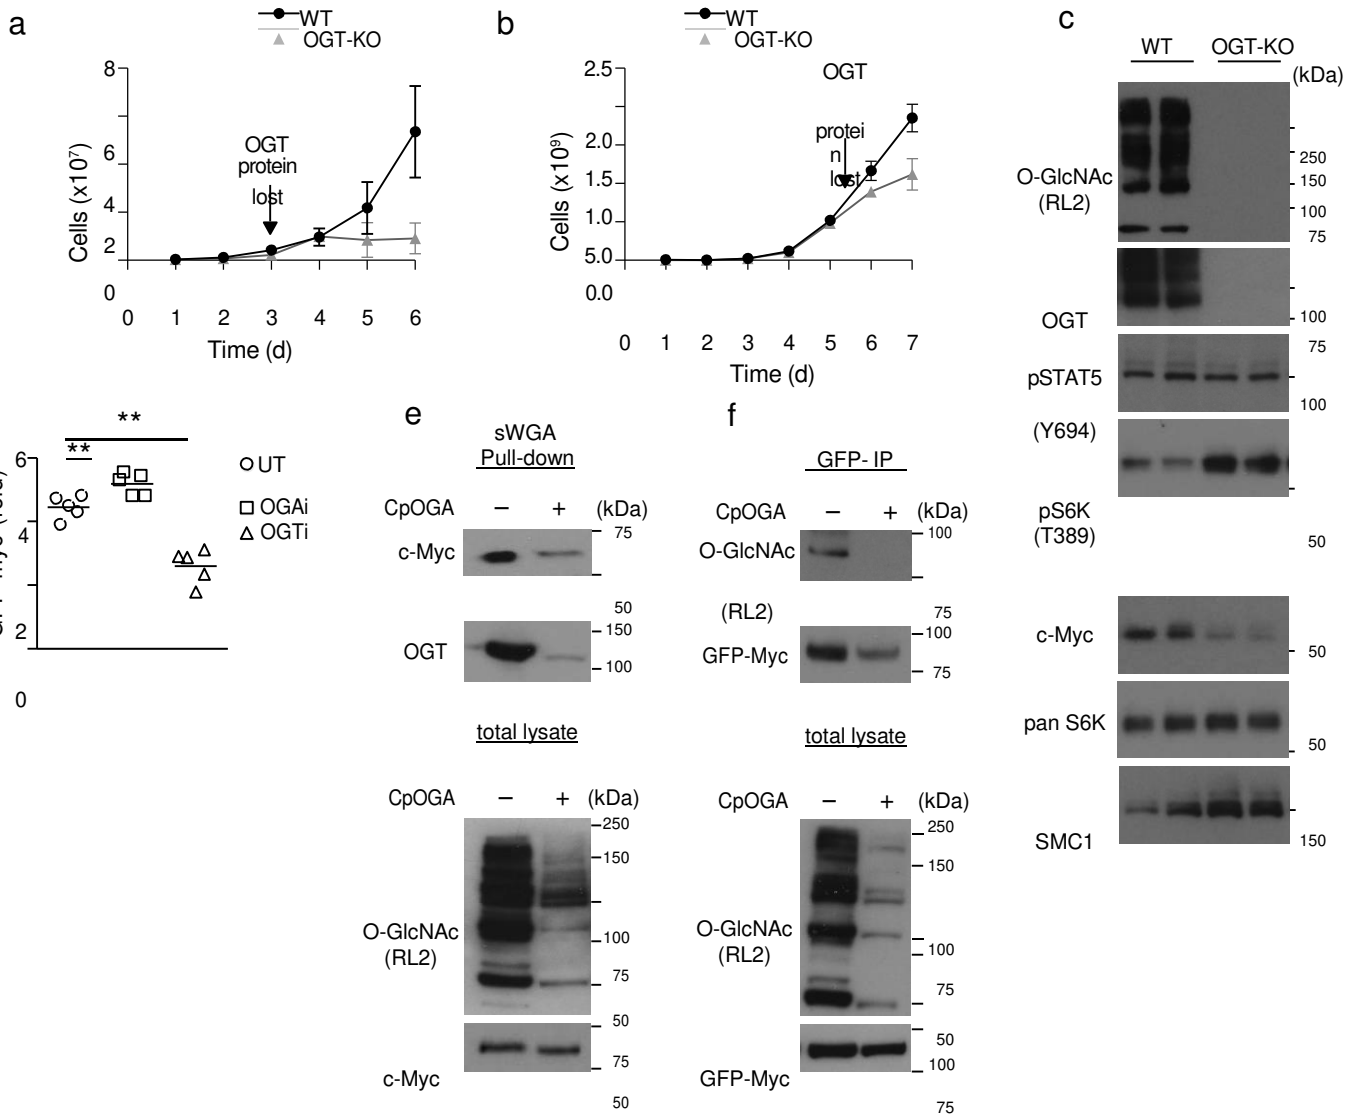 a
WT
OGT-KO
8
6
4
2
0
Cells (x10⁷)
OGT
protein
lost
0 1 2 3 4 5 6
Time (d)
b
WT
OGT-KO
2.5
2.0
1.5
1.0
5.0
0.0
Cells (x10⁹)
OGT
protei
n
lost
0 1 2 3 4 5 6 7
Time (d)
c
WT OGT-KO
(kDa)
O-GlcNAc
(RL2)
250
150
100
75
OGT
100
75
pSTAT5
(Y694)
100
pS6K
(T389)
50
c-Myc
50
pan S6K
50
SMC1
150
**
**
6
4
2
0
UT
OGAi
OGTi
e
sWGA
Pull-down
CpOGA − + (kDa)
c-Myc
75
50
OGT
150
100
total lysate
CpOGA − + (kDa)
O-GlcNAc
(RL2)
250
150
100
75
50
c-Myc
75
50
f
GFP- IP
CpOGA − + (kDa)
O-GlcNAc
(RL2)
100
75
GFP-Myc
100
75
total lysate
CpOGA − + (kDa)
O-GlcNAc
(RL2)
250
150
100
75
50
GFP-Myc
100
75